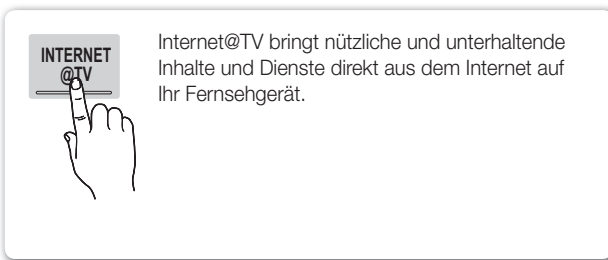 INTERNET
@TV
Internet@TV bringt nützliche und unterhaltende
Inhalte und Dienste direkt aus dem Internet auf
Ihr Fernsehgerät.